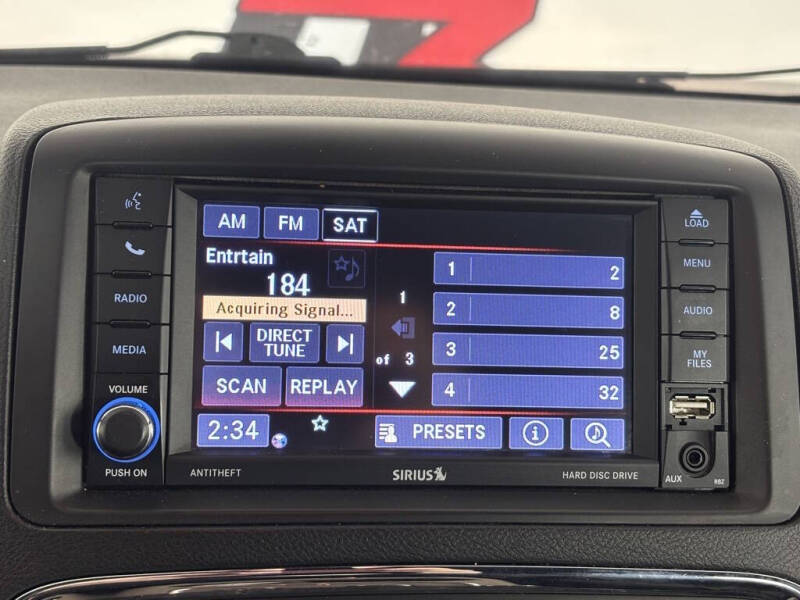 AM FM SAT
Entrtain
184
Acquiring Signal...
DIRECT
TUNE
SCAN REPLAY
2:34
1
of 3
1 2
2 8
3 25
4 32
PRESETS
i
RADIO
MEDIA
VOLUME
PUSH ON
ANTITHEFT
SIRIUS
HARD DISC DRIVE
LOAD
MENU
AUDIO
MY
FILES
AUX
RBZ